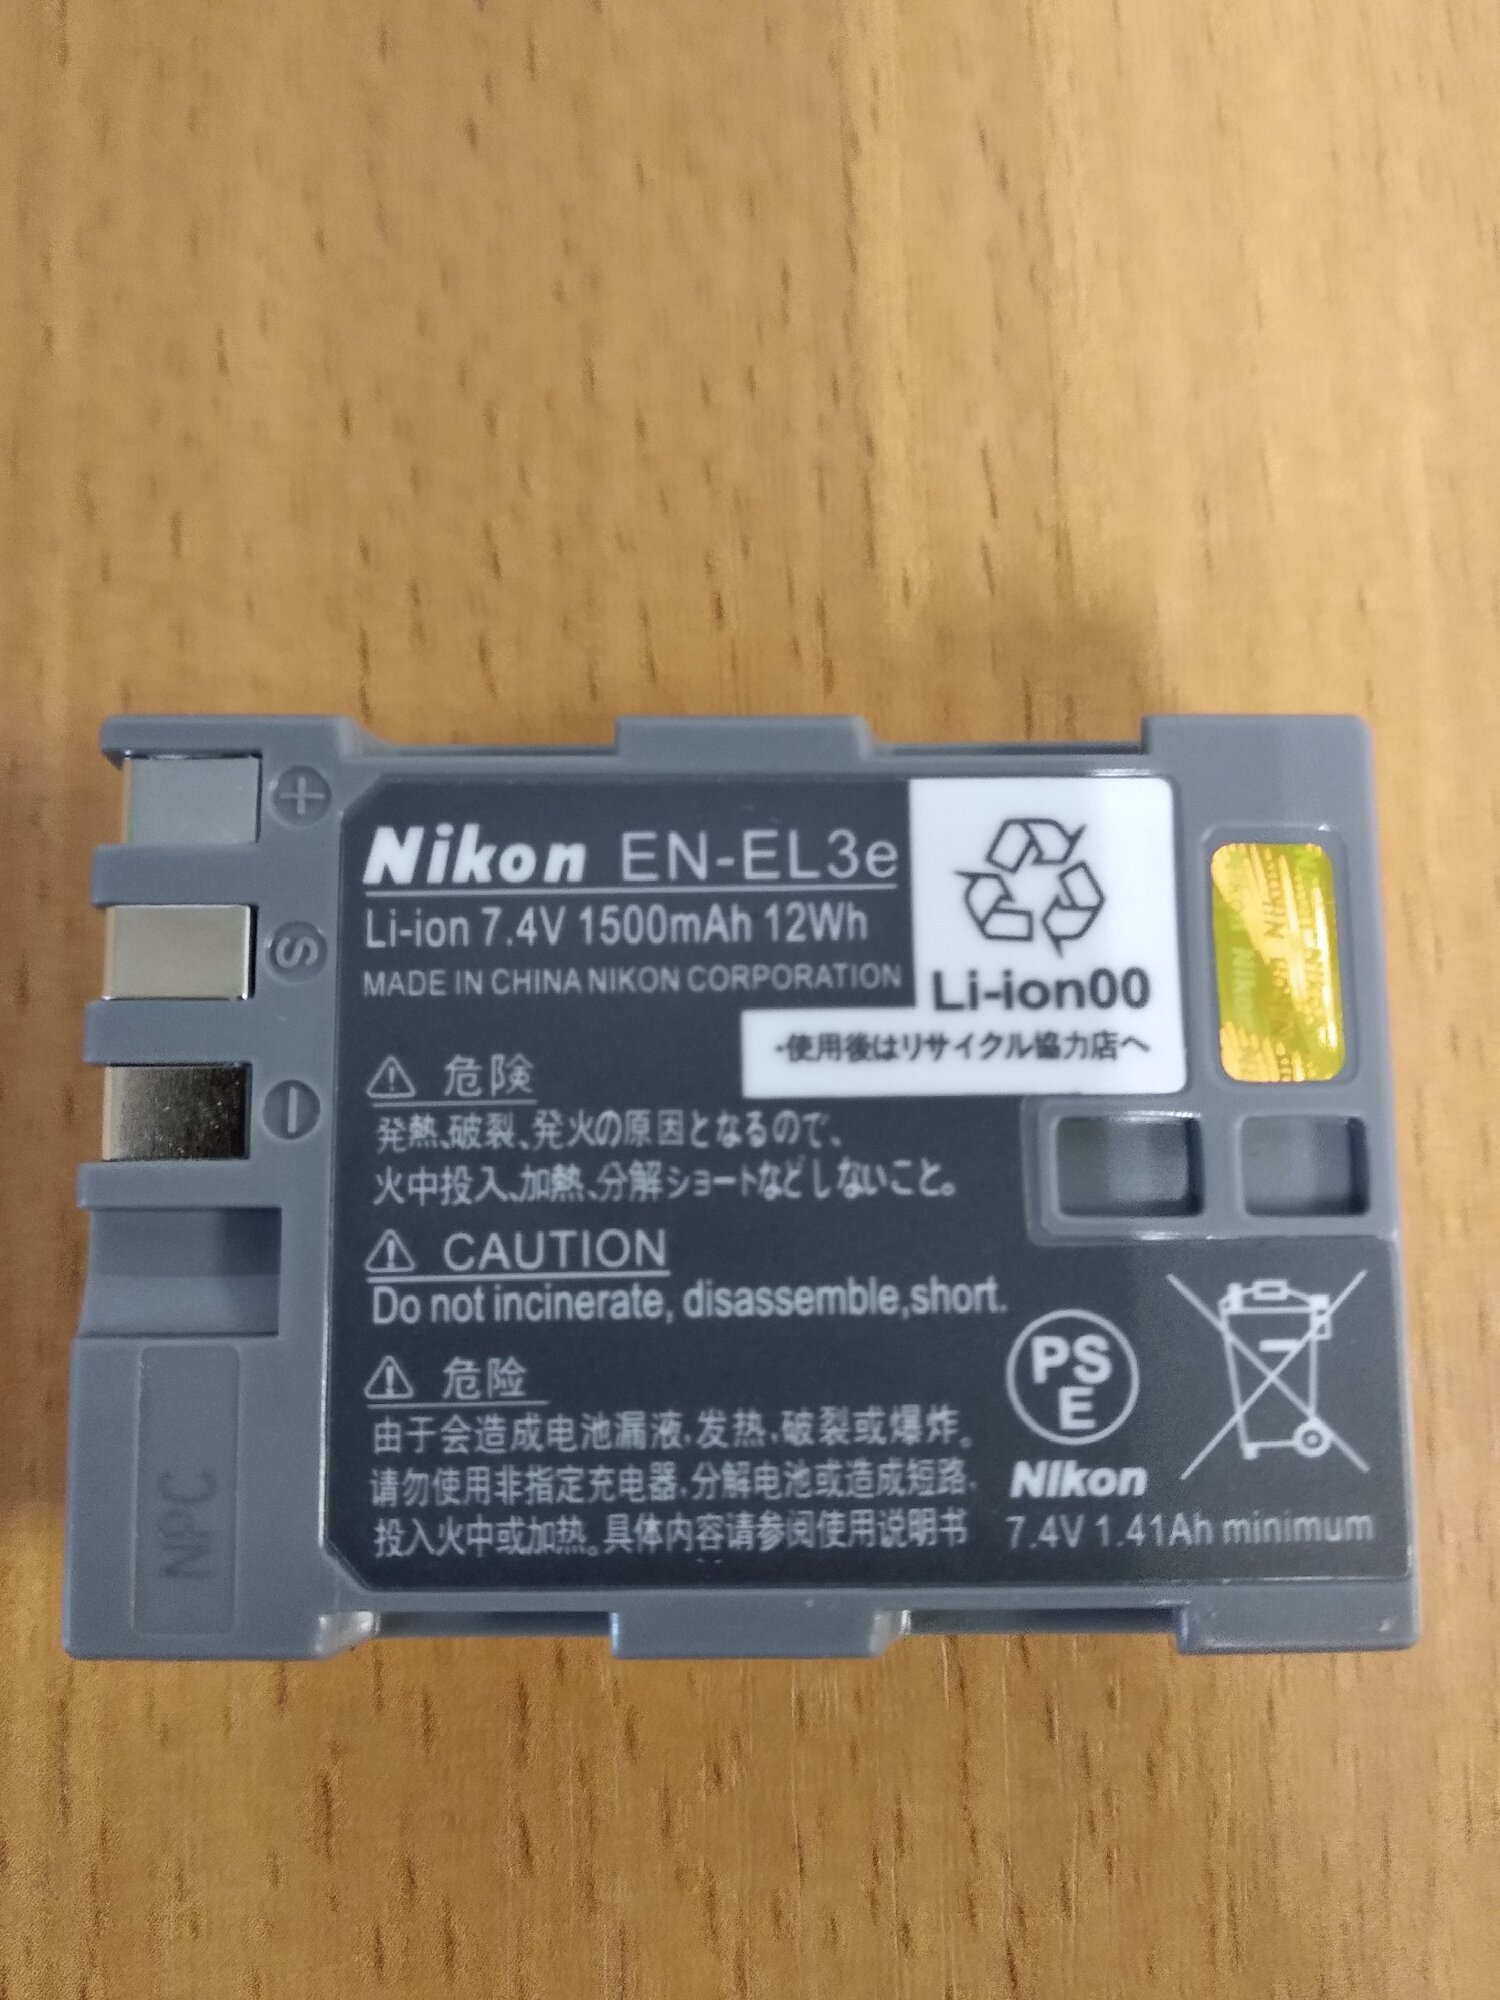 +
S
−
Nikon EN-EL3e
Li-ion 7.4V 1500mAh 12Wh
MADE IN CHINA NIKON CORPORATION
Li-ion00
·使用後はリサイクル協力店へ
Nikon
⚠ 危険
発熱、破裂、発火の原因となるので、
火中投入、加熱、分解ショートなどしないこと。
⚠ CAUTION
Do not incinerate, disassemble,short.
⚠ 危险
由于会造成电池漏液,发热,破裂或爆炸。
请勿使用非指定充电器,分解电池或造成短路,
投入火中或加热。具体内容请参阅使用说明书
PS
E
Nikon
7.4V 1.41Ah minimum
NPC